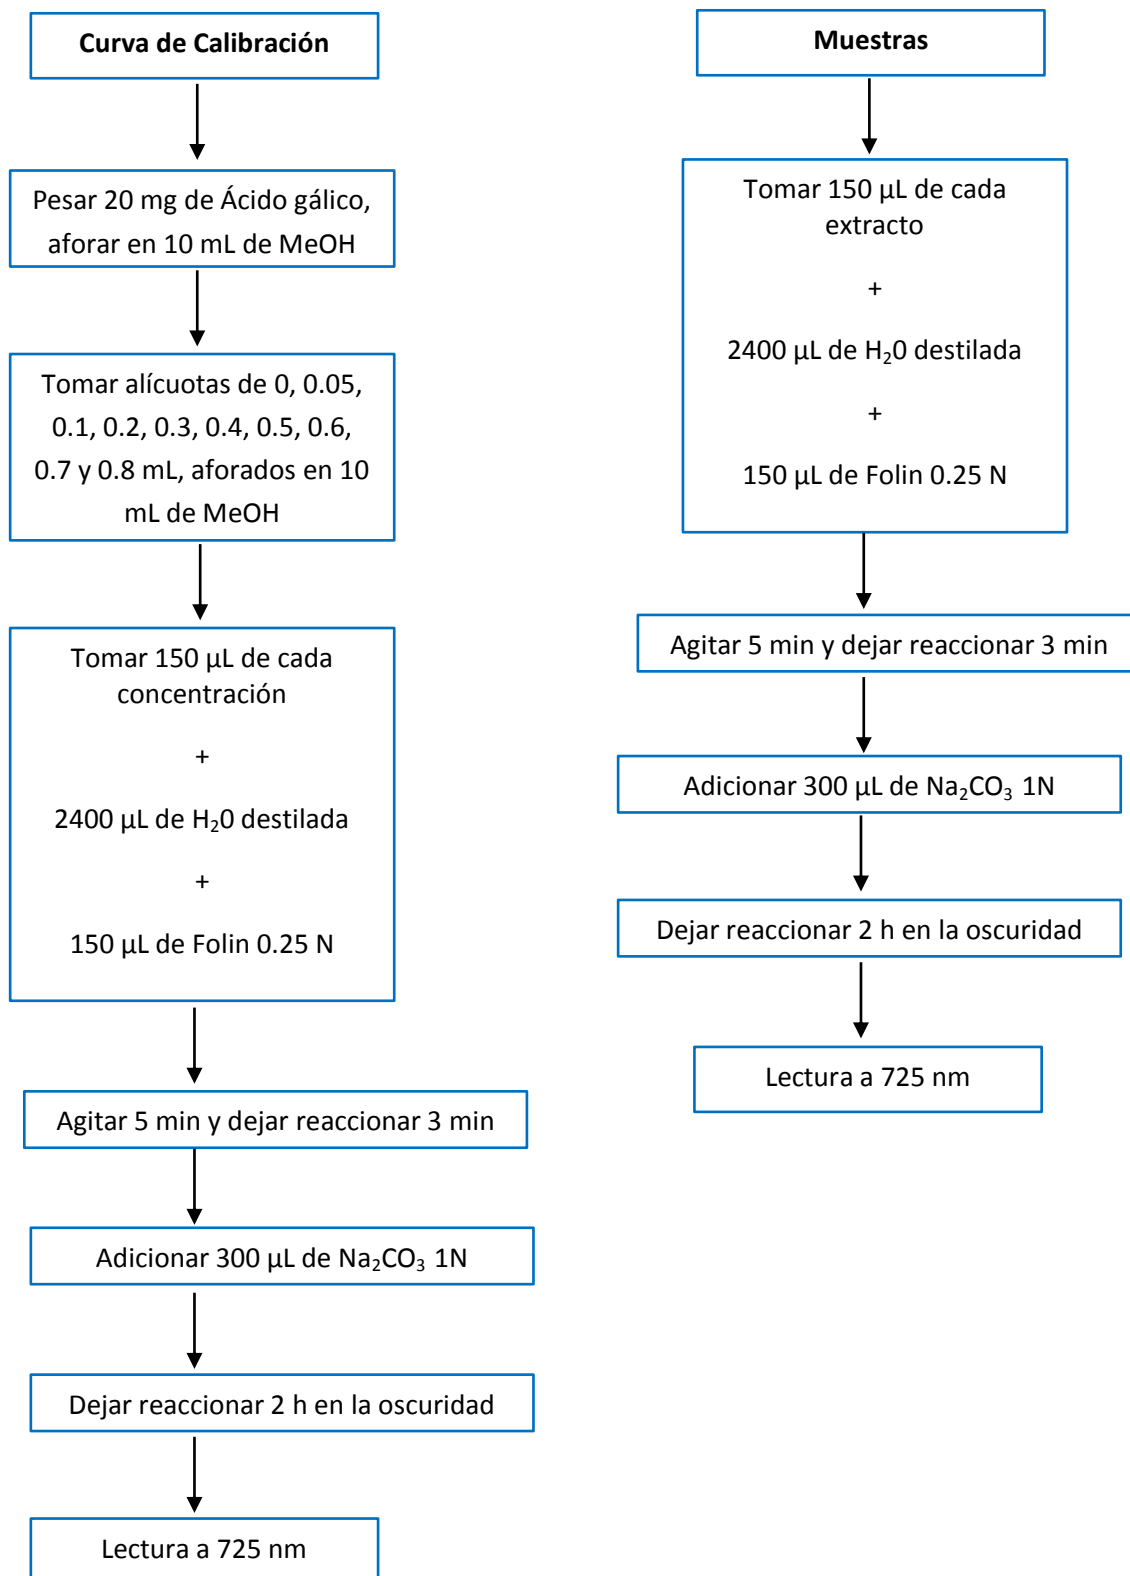 Curva de Calibración
Pesar 20 mg de Ácido gálico,
aforar en 10 mL de MeOH
Tomar alícuotas de 0, 0.05,
0.1, 0.2, 0.3, 0.4, 0.5, 0.6,
0.7 y 0.8 mL, aforados en 10
mL de MeOH
Tomar 150 µL de cada
concentración
+
2400 µL de H₂0 destilada
+
150 µL de Folin 0.25 N
Agitar 5 min y dejar reaccionar 3 min
Adicionar 300 µL de Na₂CO₃ 1N
Dejar reaccionar 2 h en la oscuridad
Lectura a 725 nm
Muestras
Tomar 150 µL de cada
extracto
+
2400 µL de H₂0 destilada
+
150 µL de Folin 0.25 N
Agitar 5 min y dejar reaccionar 3 min
Adicionar 300 µL de Na₂CO₃ 1N
Dejar reaccionar 2 h en la oscuridad
Lectura a 725 nm